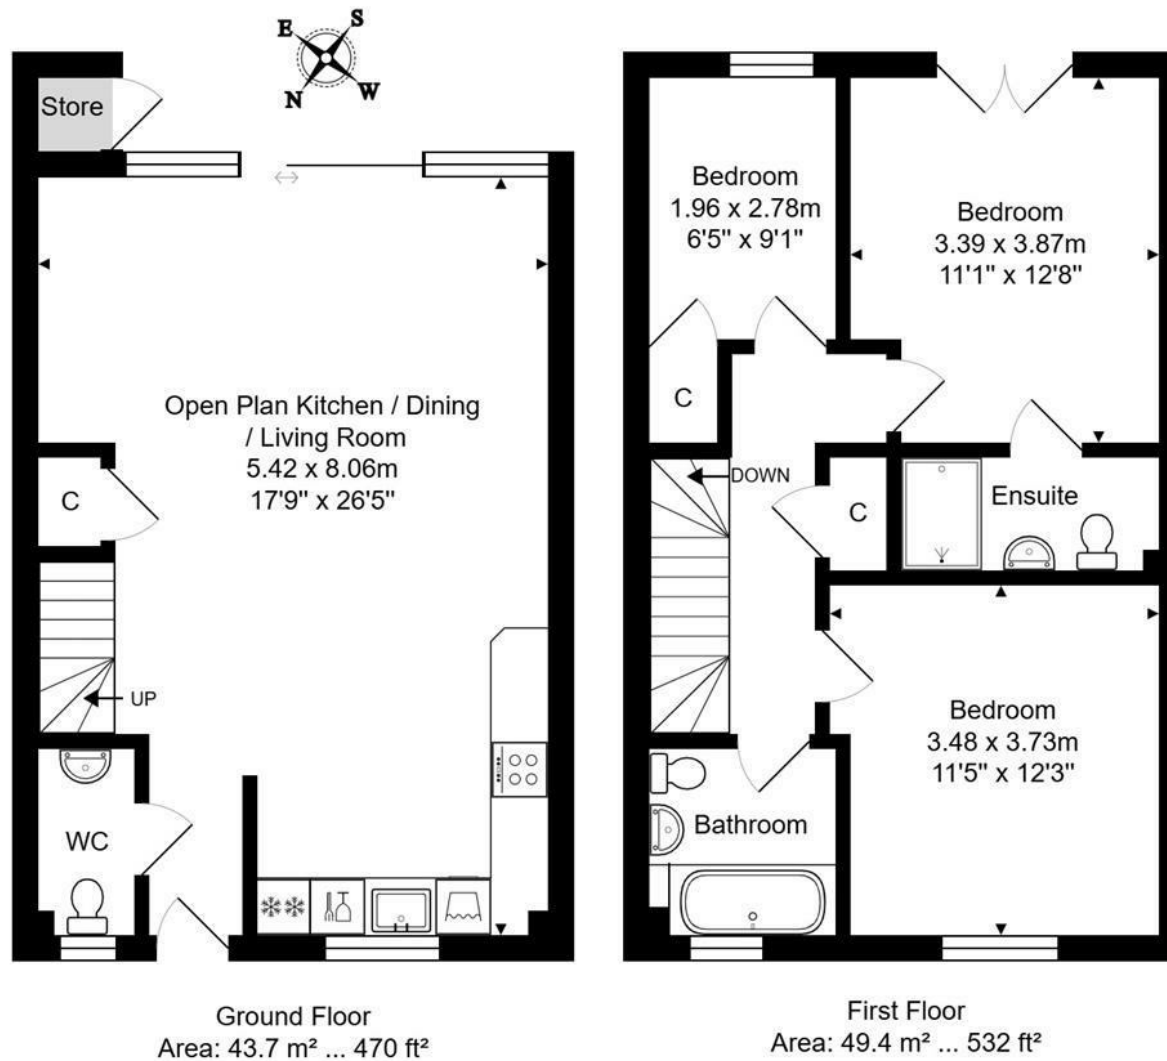 E S
N W
Store
Open Plan Kitchen / Dining
/ Living Room
5.42 x 8.06m
17'9" x 26'5"
C
UP
WC
Ground Floor
Area: 43.7 m² ... 470 ft²
Bedroom
1.96 x 2.78m
6'5" x 9'1"
Bedroom
3.39 x 3.87m
11'1" x 12'8"
C
DOWN
C
Ensuite
Bedroom
3.48 x 3.73m
11'5" x 12'3"
Bathroom
First Floor
Area: 49.4 m² ... 532 ft²